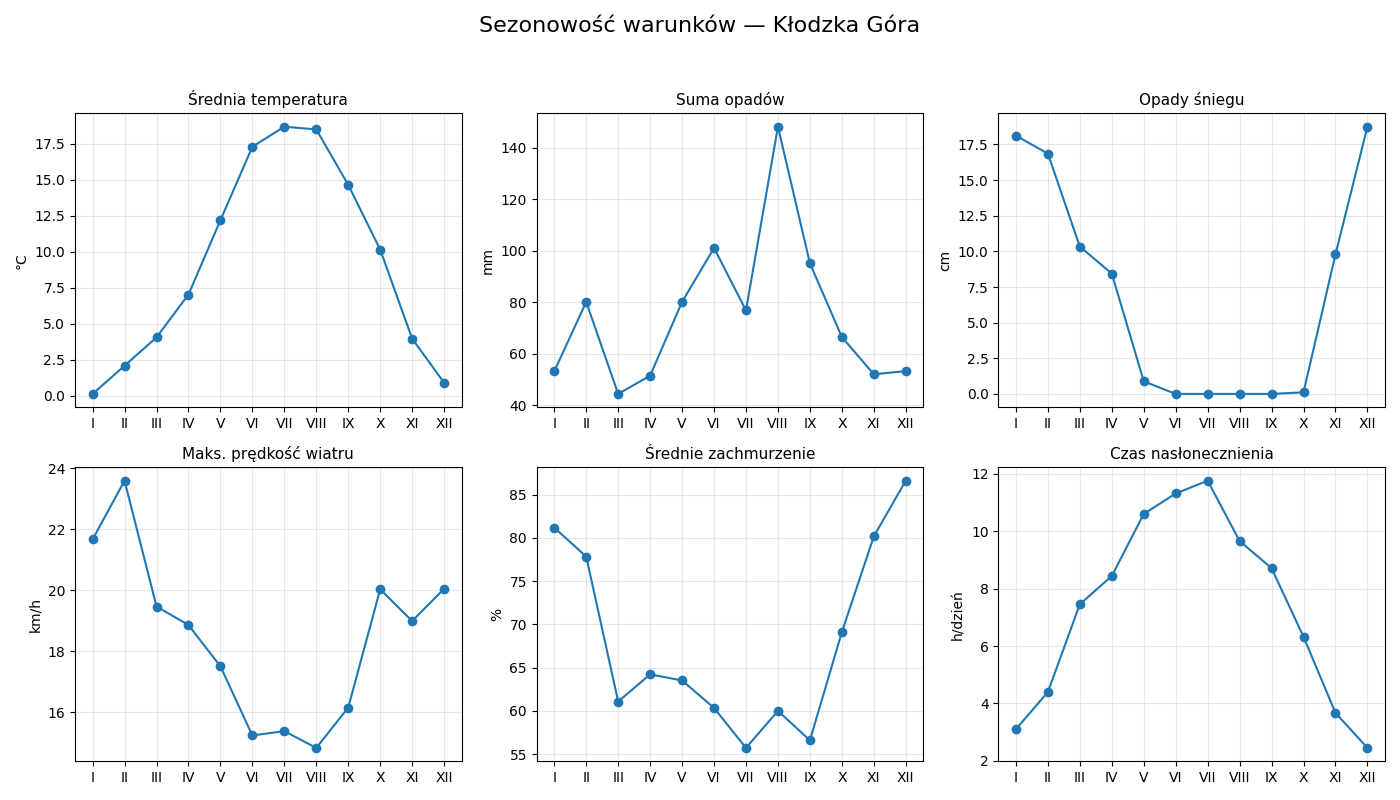 Sezonowość warunków — Kłodzka Góra
Średnia temperatura
°C
17.5
15.0
12.5
10.0
7.5
5.0
2.5
0.0
I II III IV V VI VII VIII IX X XI XII
Suma opadów
mm
140
120
100
80
60
40
I II III IV V VI VII VIII IX X XI XII
Opady śniegu
cm
17.5
15.0
12.5
10.0
7.5
5.0
2.5
0.0
I II III IV V VI VII VIII IX X XI XII
Maks. prędkość wiatru
km/h
24
22
20
18
16
I II III IV V VI VII VIII IX X XI XII
Średnie zachmurzenie
%
85
80
75
70
65
60
55
I II III IV V VI VII VIII IX X XI XII
Czas nasłonecznienia
h/dzień
12
10
8
6
4
2
I II III IV V VI VII VIII IX X XI XII